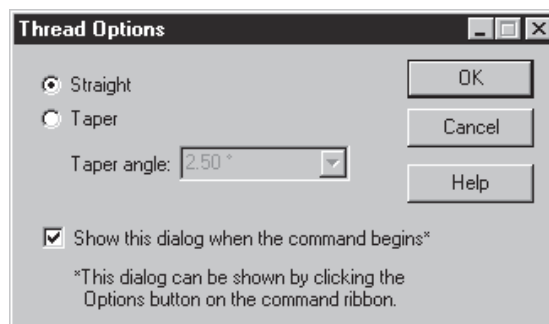 Thread Options
Straight
OK
Taper
Cancel
Taper angle: 2.50 °
Help
Show this dialog when the command begins*
*This dialog can be shown by clicking the
Options button on the command ribbon.